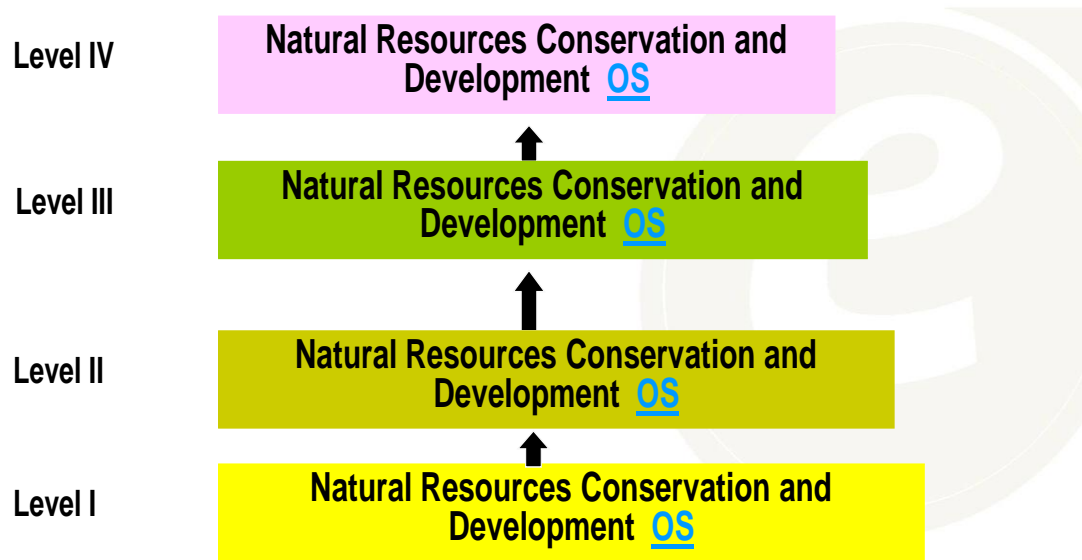 Level IV
Natural Resources Conservation and
Development OS
Level III
Natural Resources Conservation and
Development OS
Level II
Natural Resources Conservation and
Development OS
Level I
Natural Resources Conservation and
Development OS